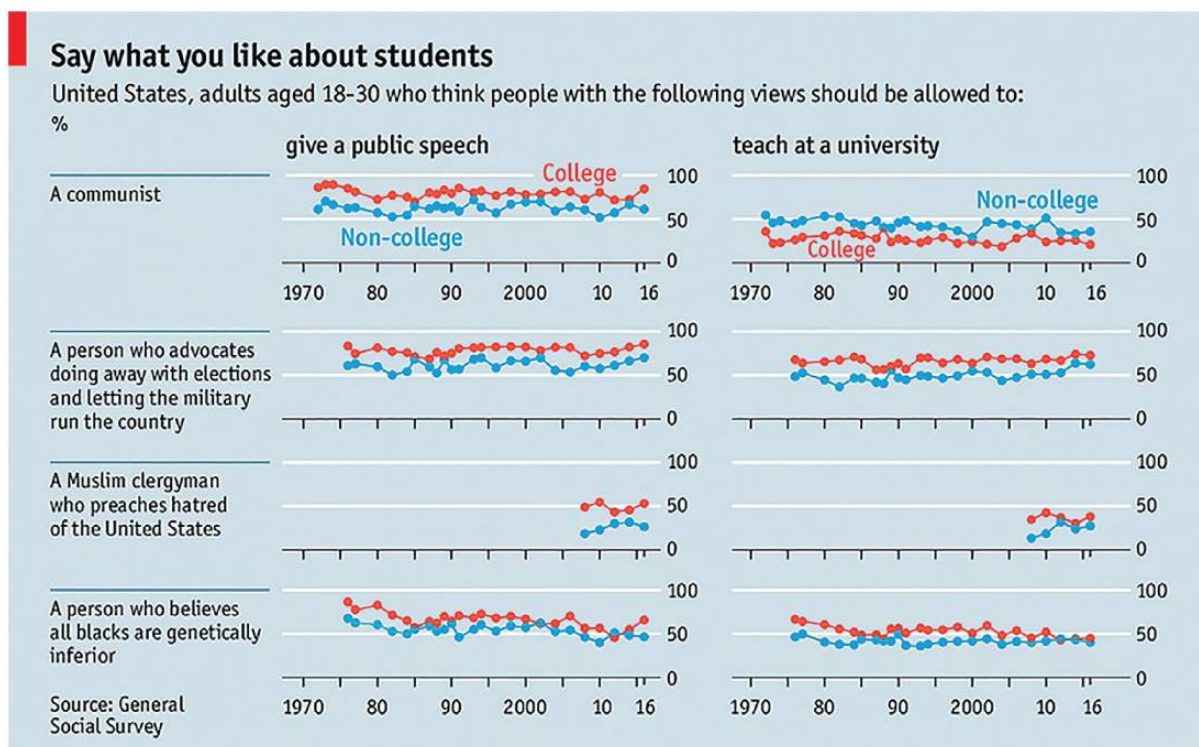 Say what you like about students
United States, adults aged 18-30 who think people with the following views should be allowed to:
%
give a public speech
teach at a university
A communist
College
Non-college
100
50
0
1970 80 90 2000 10 16
Non-college
College
100
50
0
1970 80 90 2000 10 16
A person who advocates
doing away with elections
and letting the military
run the country
100
50
0
100
50
0
A Muslim clergyman
who preaches hatred
of the United States
100
50
0
100
50
0
A person who believes
all blacks are genetically
inferior
100
50
0
1970 80 90 2000 10 16
100
50
0
1970 80 90 2000 10 16
Source: General
Social Survey